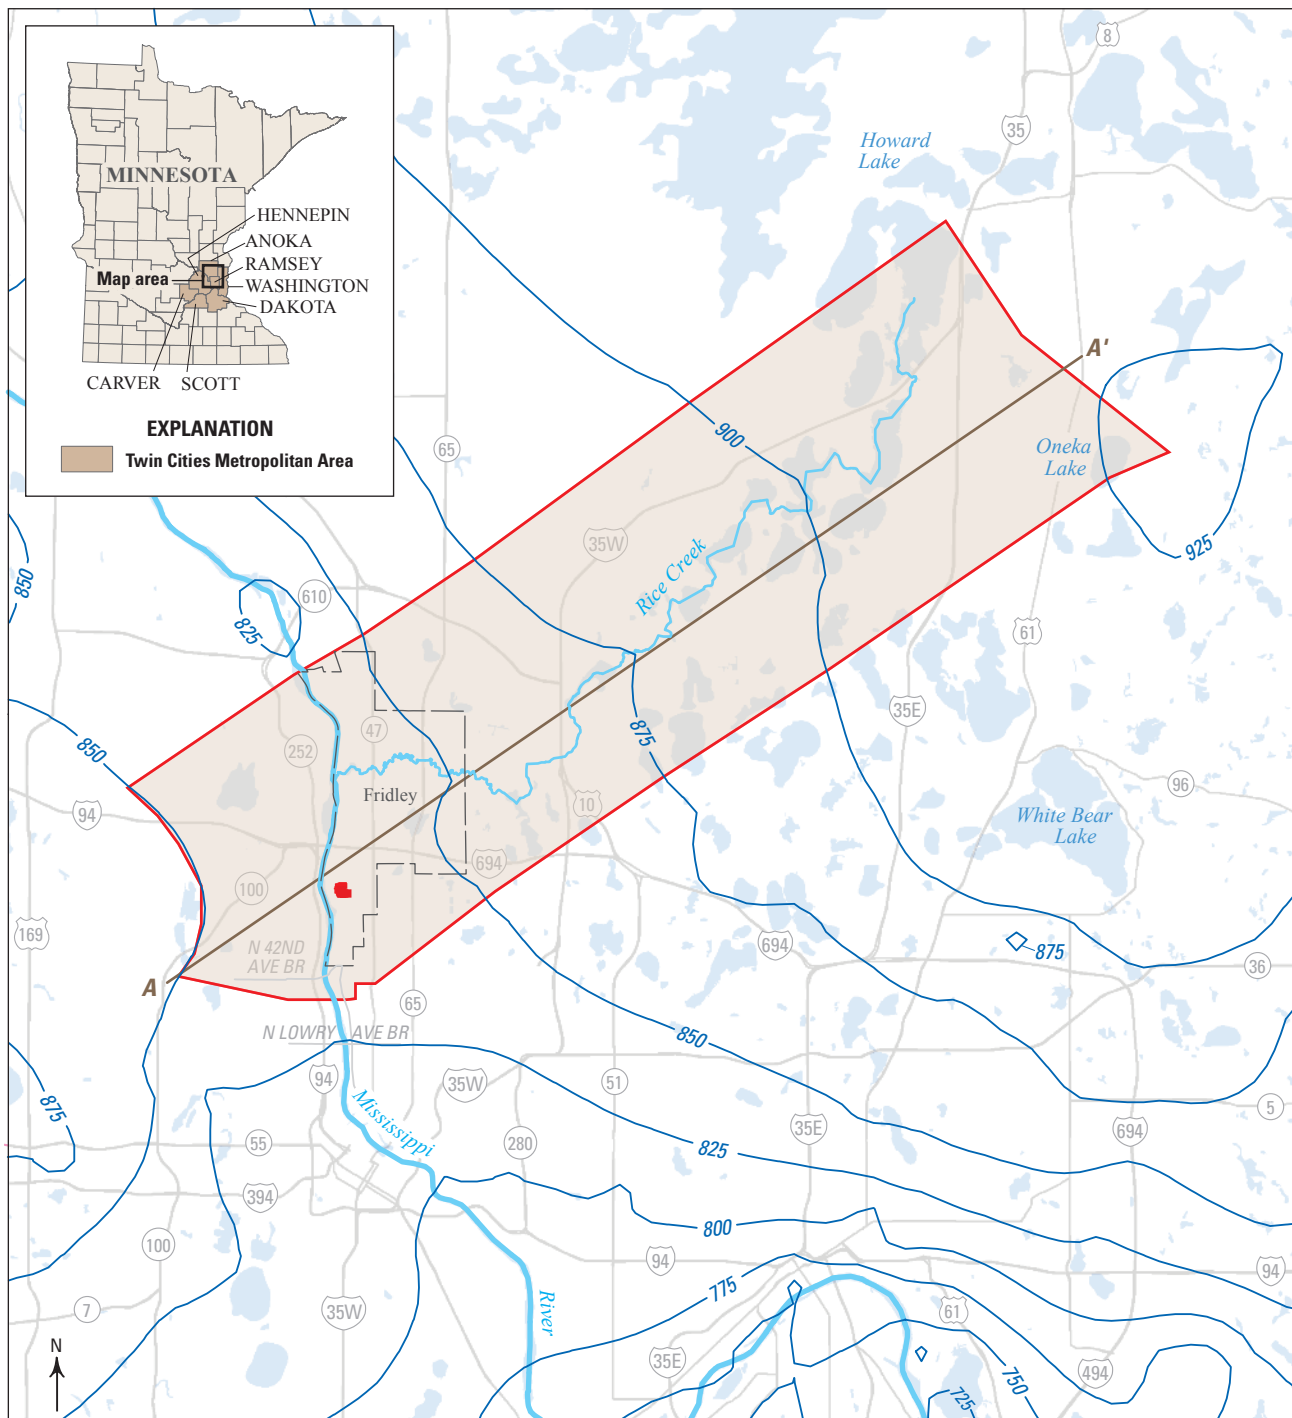 MINNESOTA
HENNEPIN
ANOKA
RAMSEY
Map area
WASHINGTON
DAKOTA
CARVER
SCOTT
EXPLANATION
Twin Cities Metropolitan Area
8
35
Howard
Lake
A'
900
65
Oneka
Lake
35W
925
850
Rice Creek
610
825
61
35E
47
875
252
850
Fridley
10
96
94
White Bear
Lake
694
100
169
N 42ND
AVE BR
694
875
36
A
65
N LOWRY AVE BR
850
94
35W
51
875
Mississippi
5
55
280
35E
825
694
394
800
100
94
94
775
7
35W
River
61
N
35E
494
750
725